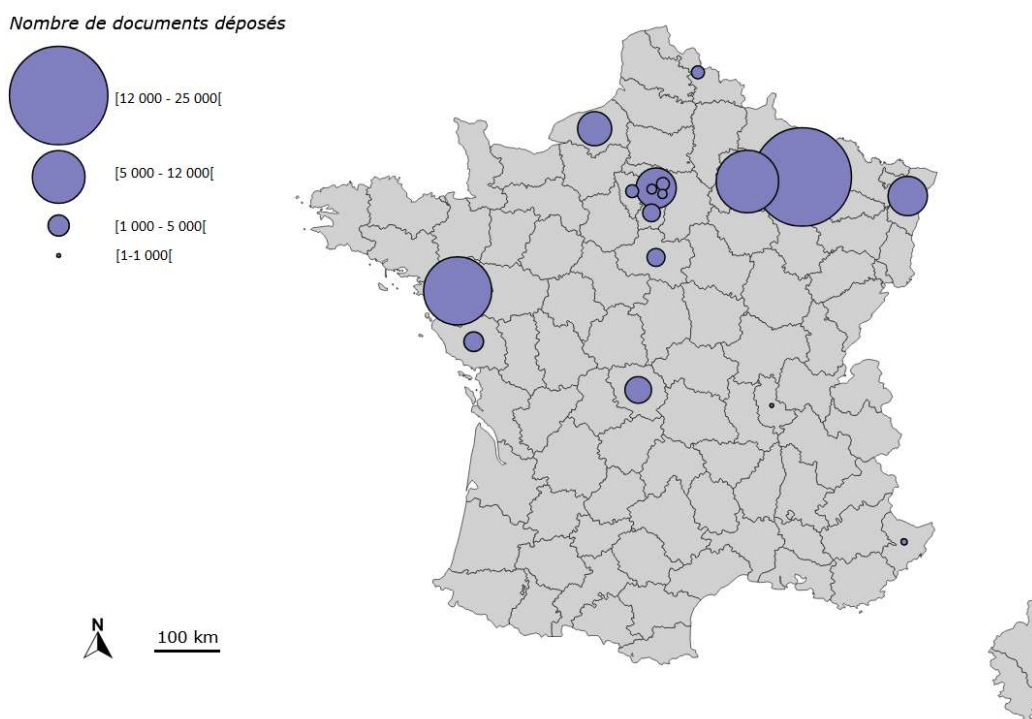 Nombre de documents déposés
[12 000 - 25 000[
[5 000 - 12 000[
[1 000 - 5 000[
[1-1 000[
N
100 km